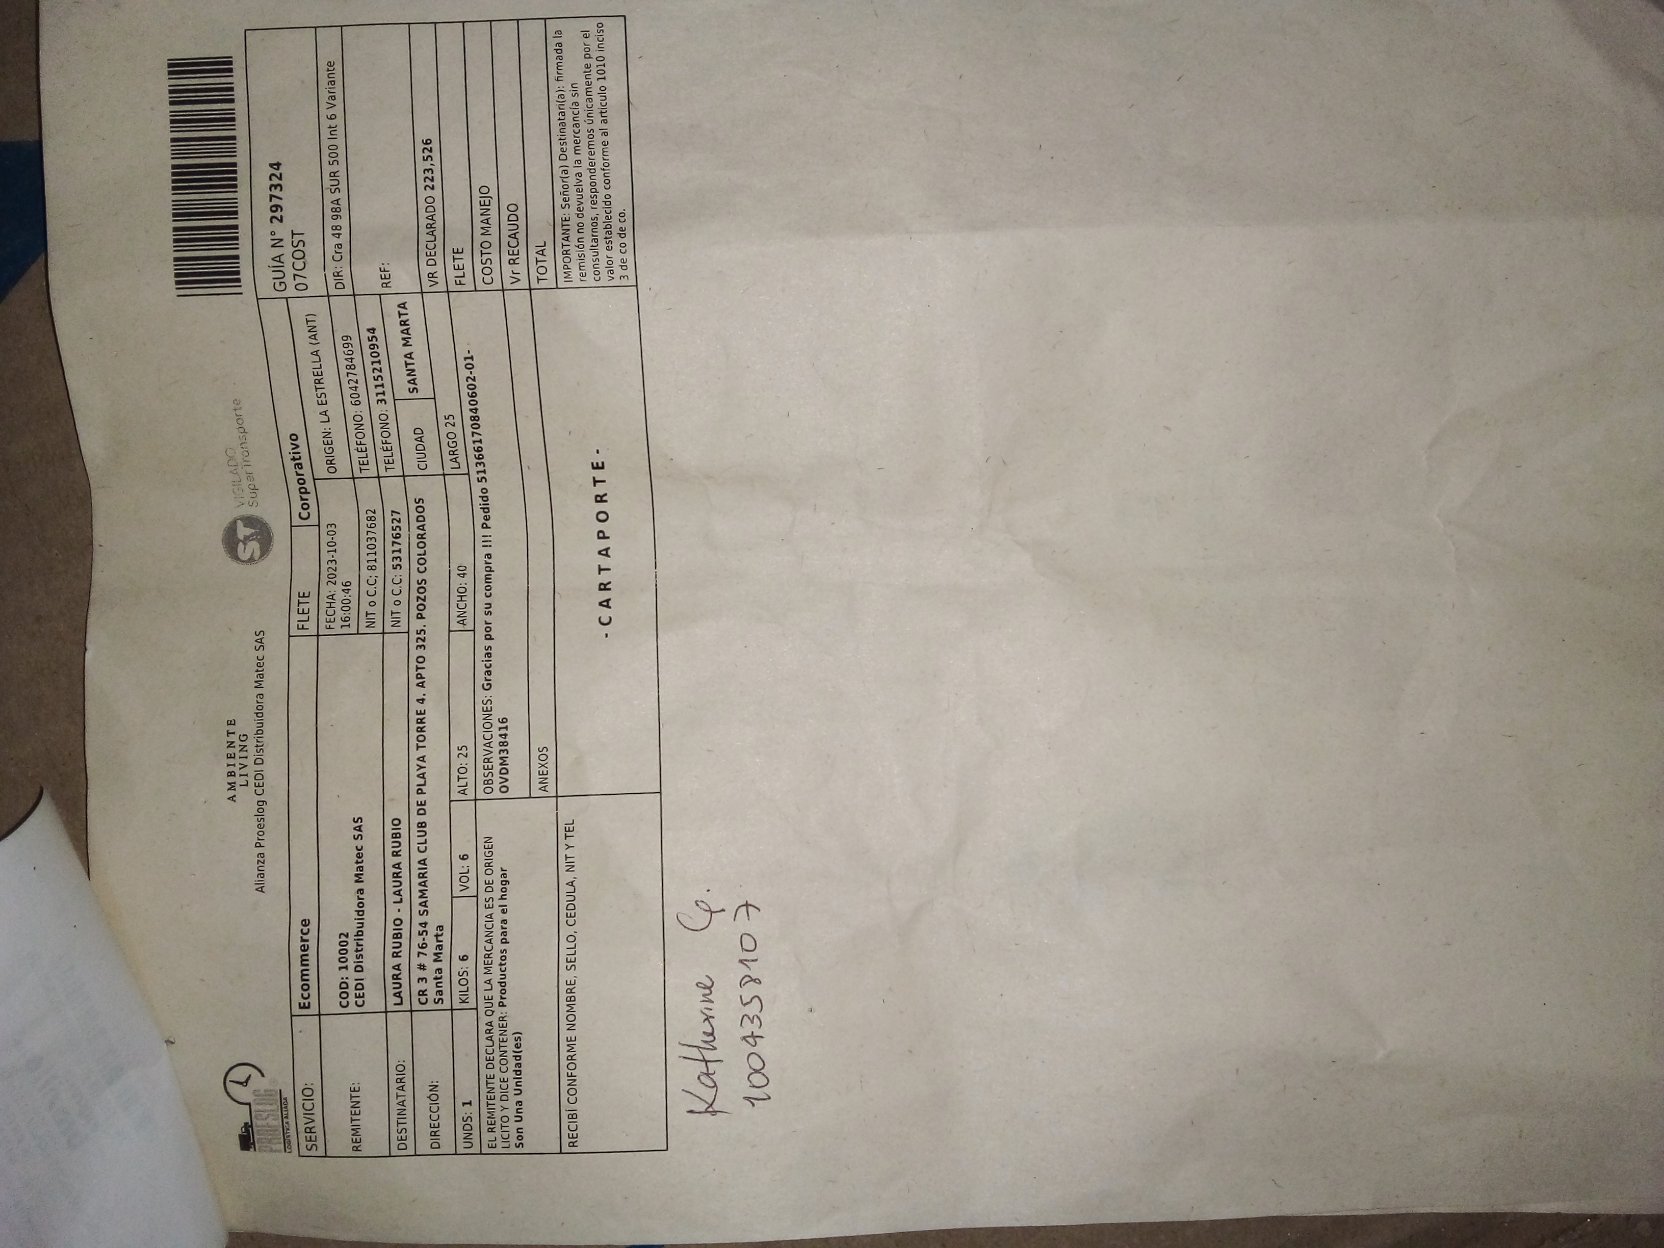 PROESLOG
LOGÍSTICA ALIADA
AMBIENTE
LIVING
Alianza Proeslog CEDI Distribuidora Matec SAS
VIGILADO
SuperTransporte
SERVICIO: Ecommerce FLETE Corporativo GUÍA N° 297324
07COST
REMITENTE: COD: 10002
CEDI Distribuidora Matec SAS
FECHA: 2023-10-03
16:00:46
ORIGEN: LA ESTRELLA (ANT) DIR: Cra 48 98A SUR 500 Int 6 Variante
NIT o C.C: 811037682 TELÉFONO: 6042784699
DESTINATARIO: LAURA RUBIO - LAURA RUBIO NIT o C.C: 53176527 TELÉFONO: 3115210954 REF:
DIRECCIÓN: CR 3 # 76-54 SAMARIA CLUB DE PLAYA TORRE 4. APTO 325. POZOS COLORADOS
Santa Marta
CIUDAD SANTA MARTA VR DECLARADO 223,526
UNDS: 1 KILOS: 6 VOL: 6 ALTO: 25 ANCHO: 40 LARGO 25 FLETE
EL REMITENTE DECLARA QUE LA MERCANCIA ES DE ORIGEN
LICITO Y DICE CONTENER: Productos para el hogar
Son Una Unidad(es)
OBSERVACIONES: Gracias por su compra !!! Pedido 51366170840602-01-
OVDM38416
COSTO MANEJO
Vr RECAUDO
ANEXOS
TOTAL
RECIBÍ CONFORME NOMBRE, SELLO, CEDULA, NIT Y TEL
- C A R T A P O R T E -
IMPORTANTE: Señor(a) Destinatari(a): firmada la
remisión no devuelva la mercancía sin
consultarnos, responderemos únicamente por el
valor establecido conforme al artículo 1010 inciso
3 de co de co.
Katherine
1004358107